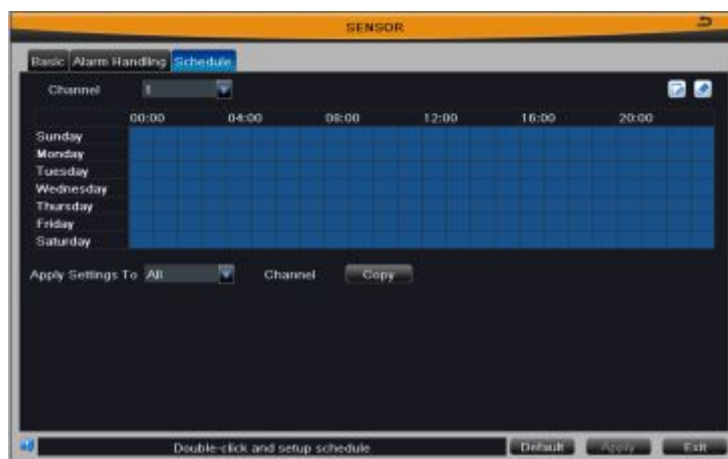 SENSOR
Basic Alarm Handling Schedule
Channel 1
00:00 04:00 08:00 12:00 16:00 20:00
Sunday
Monday
Tuesday
Wednesday
Thursday
Friday
Saturday
Apply Settings To All Channel Copy
Double-click and setup schedule Default Apply Exit